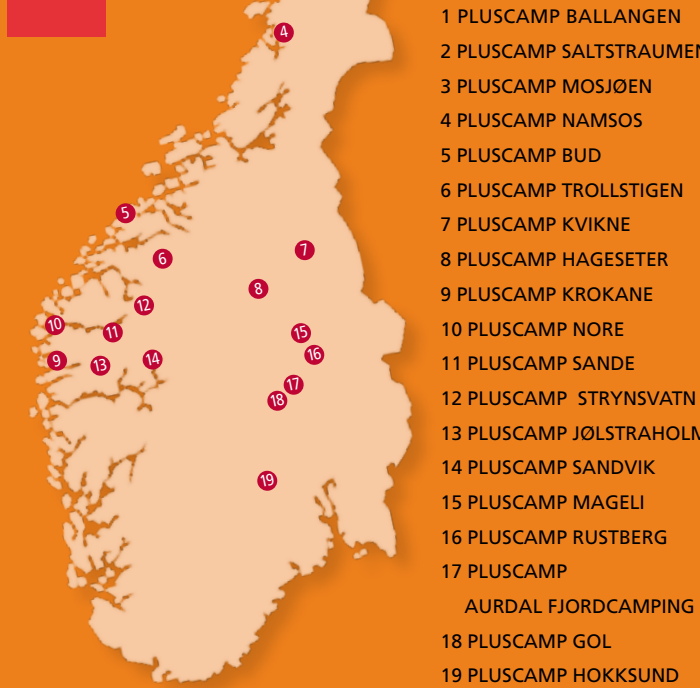 1 PLUSCAMP BALLANGEN
2 PLUSCAMP SALTSTRAUMEN
3 PLUSCAMP MOSJØEN
4 PLUSCAMP NAMSOS
5 PLUSCAMP BUD
6 PLUSCAMP TROLLSTIGEN
7 PLUSCAMP KVIKNE
8 PLUSCAMP HAGESETER
9 PLUSCAMP KROKANE
10 PLUSCAMP NORE
11 PLUSCAMP SANDE
12 PLUSCAMP STRYNSVATN
13 PLUSCAMP JØLSTRAHOLM
14 PLUSCAMP SANDVIK
15 PLUSCAMP MAGELI
16 PLUSCAMP RUSTBERG
17 PLUSCAMP
AURDAL FJORDCAMPING
18 PLUSCAMP GOL
19 PLUSCAMP HOKKSUND
4
5
6
7
8
12
10
11
15
9
13
14
16
17
18
19